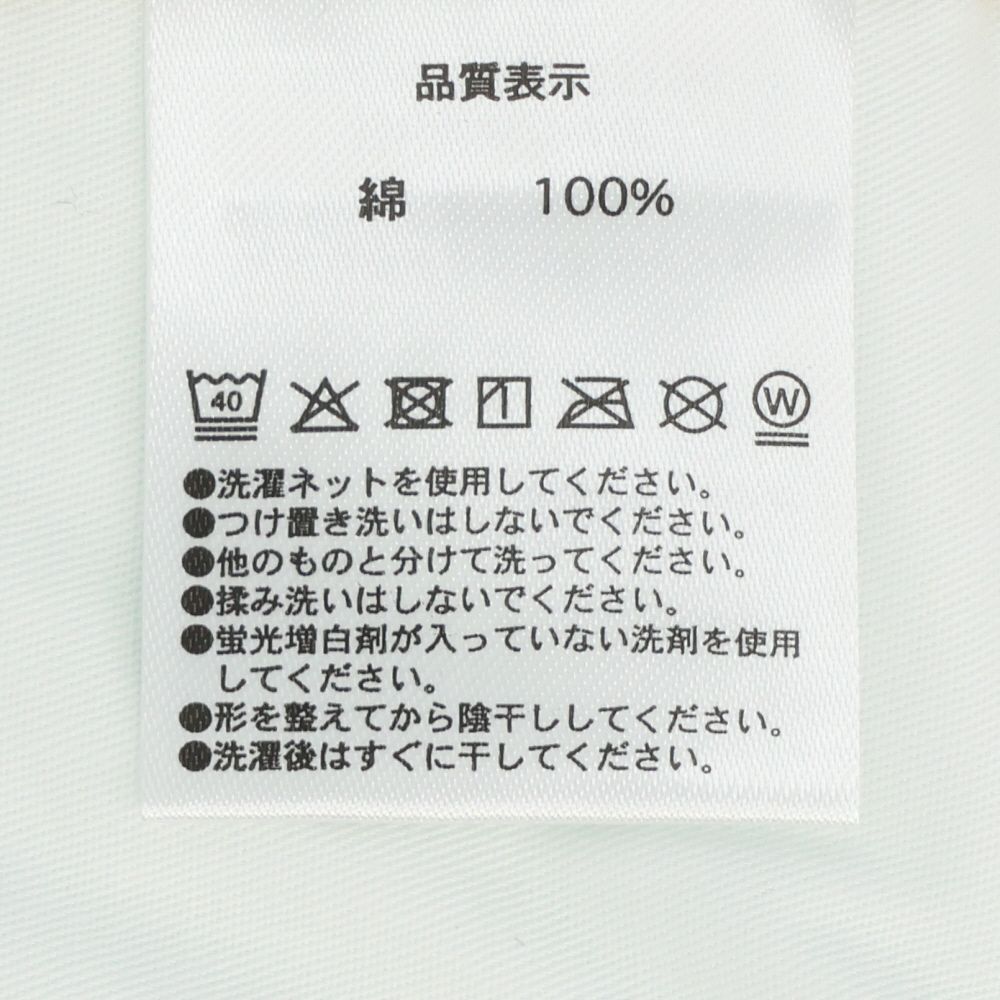 品質表示
綿 100%
40 W
●洗濯ネットを使用してください。
●つけ置き洗いはしないでください。
●他のものと分けて洗ってください。
●揉み洗いはしないでください。
●蛍光増白剤が入っていない洗剤を使用
してください。
●形を整えてから陰干ししてください。
●洗濯後はすぐに干してください。